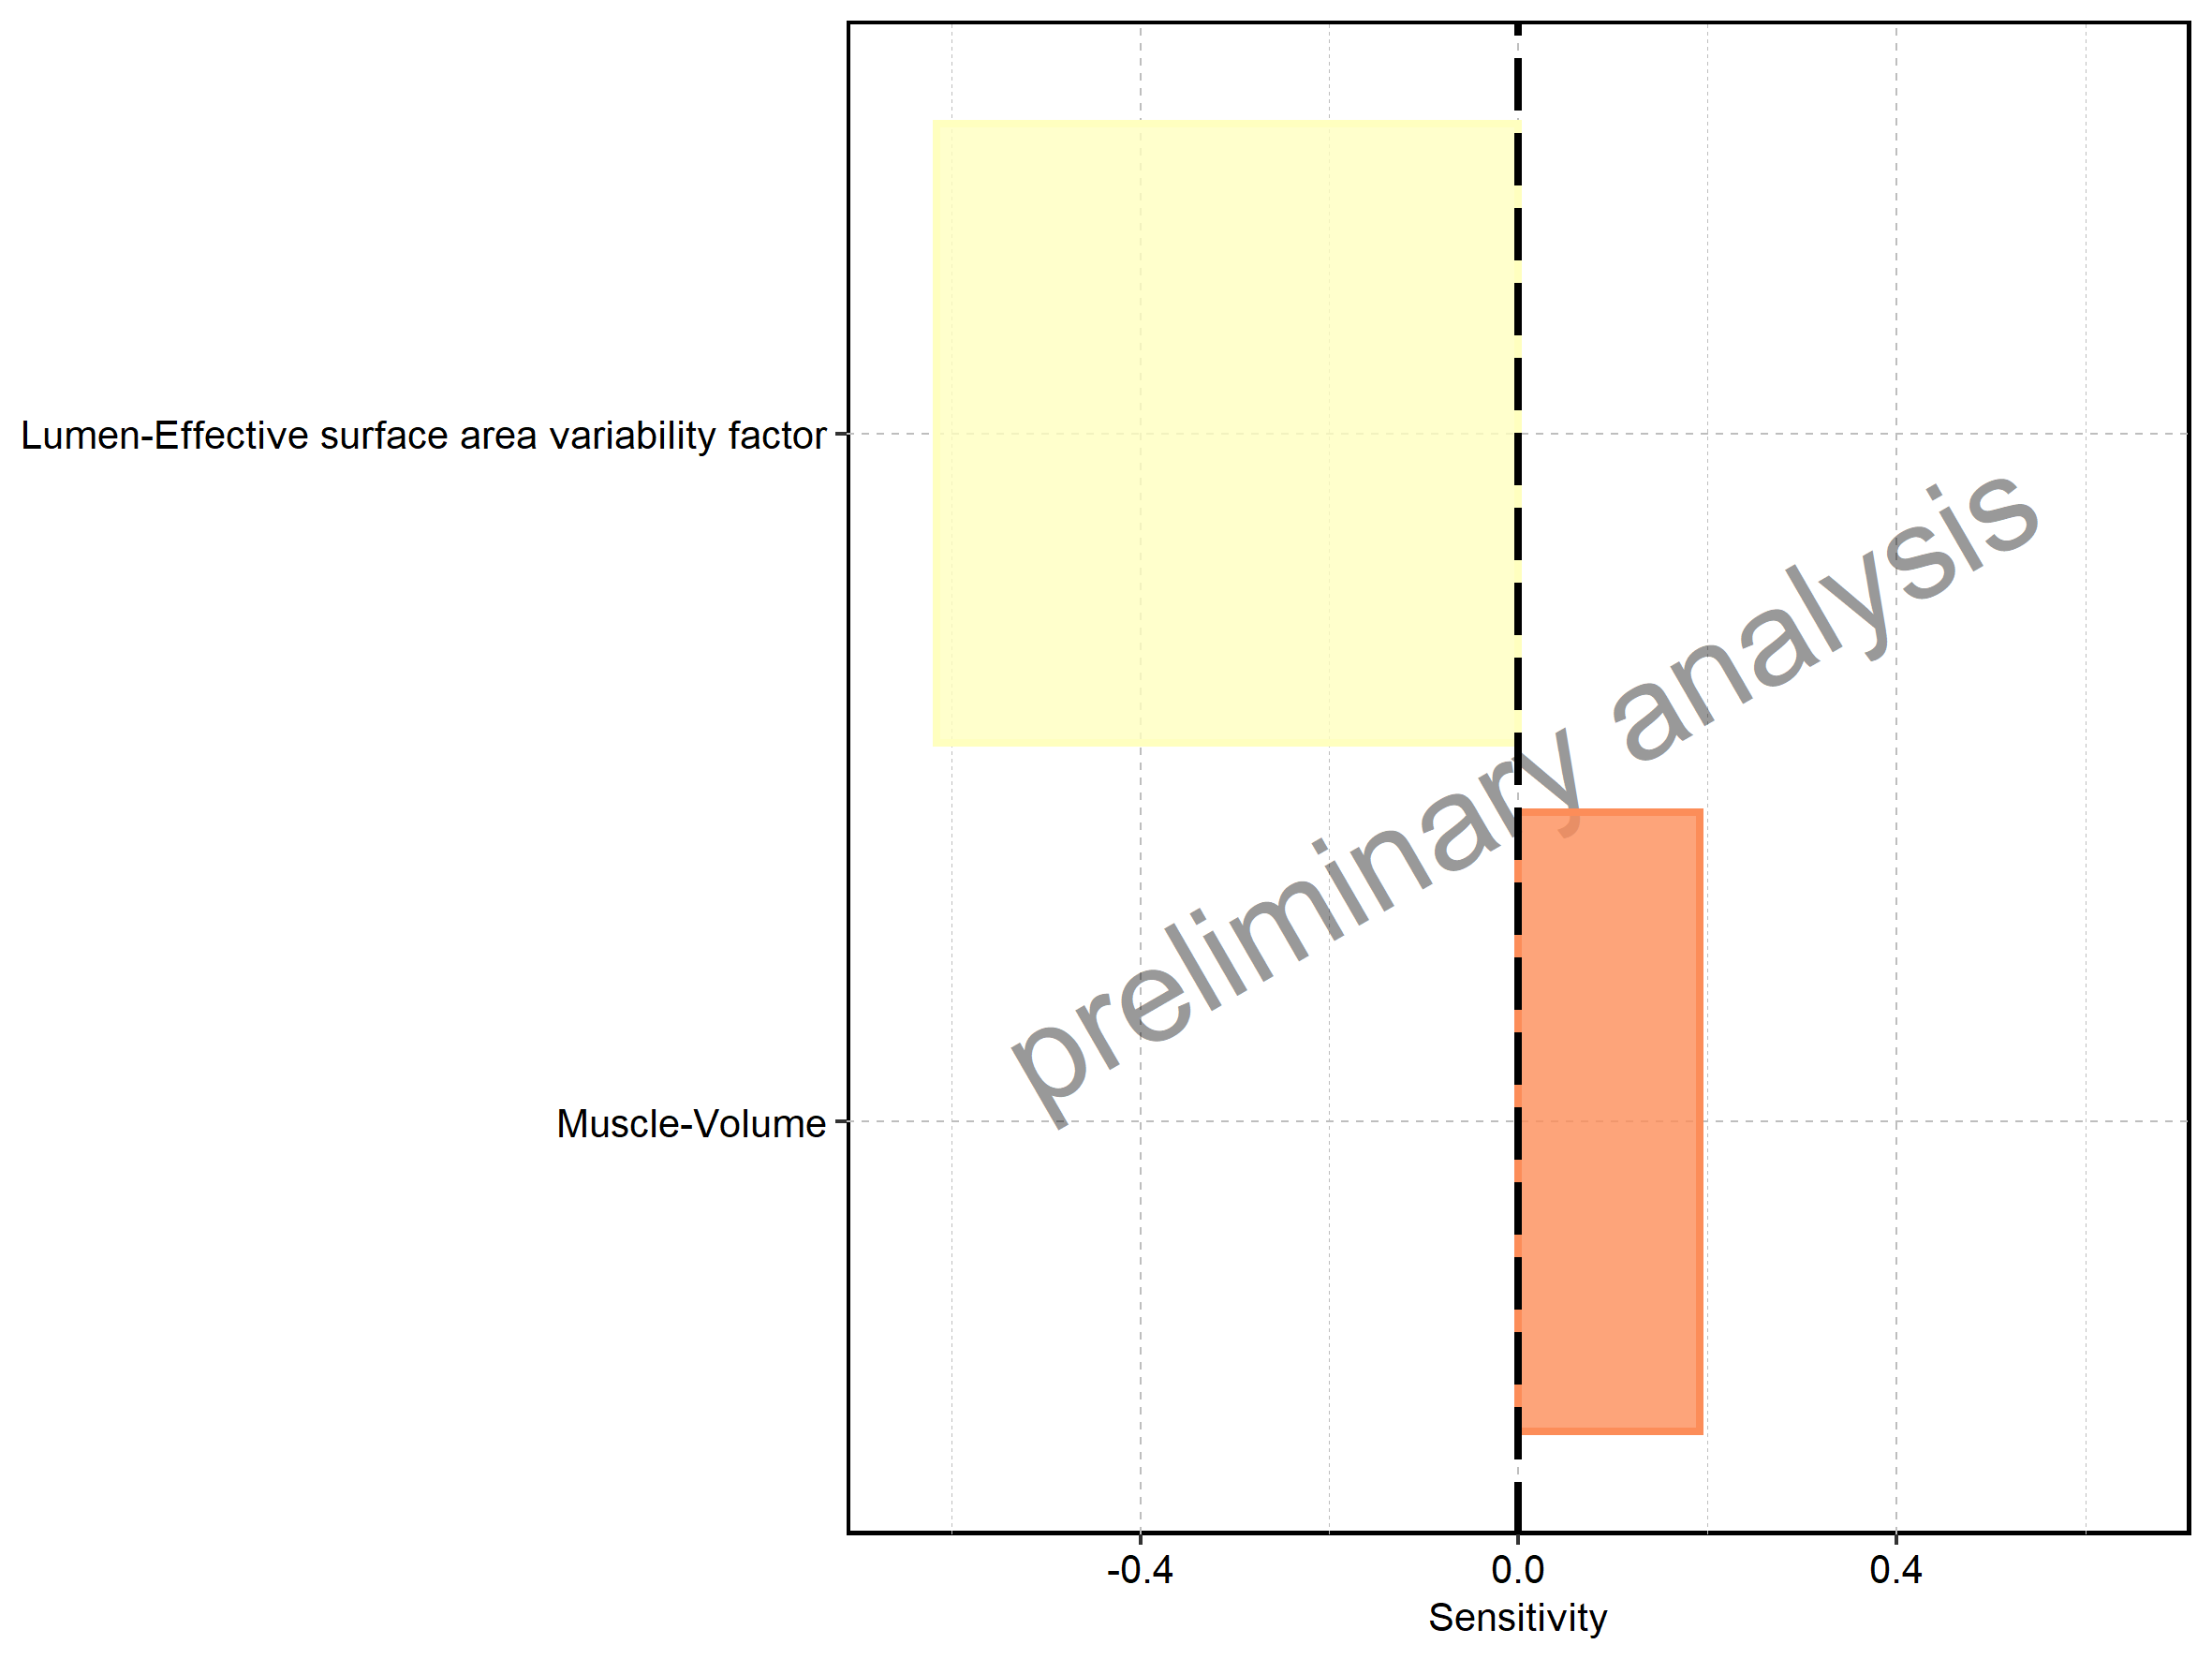 Lumen-Effective surface area variability factor
preliminary analysis
Muscle-Volume
-0.4 0.0 0.4
Sensitivity